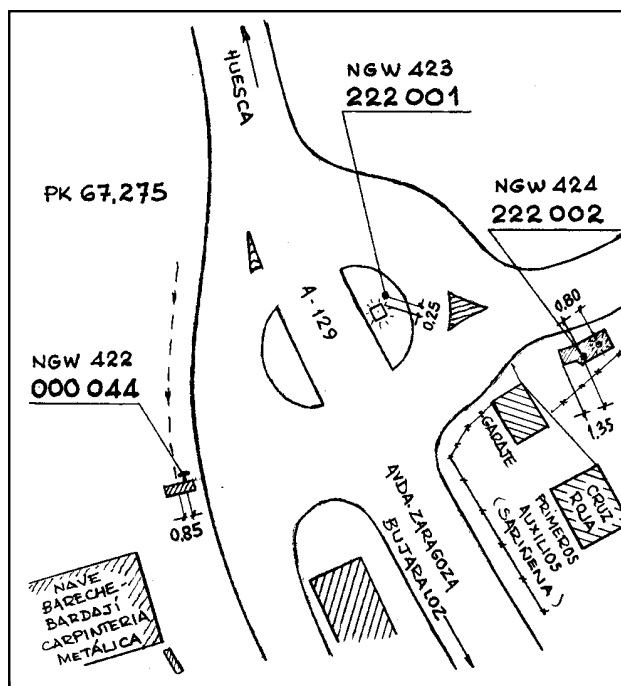 HUESCA
NGW 423
222 001
PK 67,275
NGW 424
222 002
A-129
0.25
0.80
NGW 422
000 044
GARAJE
1.35
0.85
AVDA. ZARAGOZA
BUJARALOZ
CRUZ
ROJA
PRIMEROS
AUXILIOS
(SARIÑENA)
NAVE
BARECHE-
BARDAJÍ
CARPINTERIA
METÁLICA